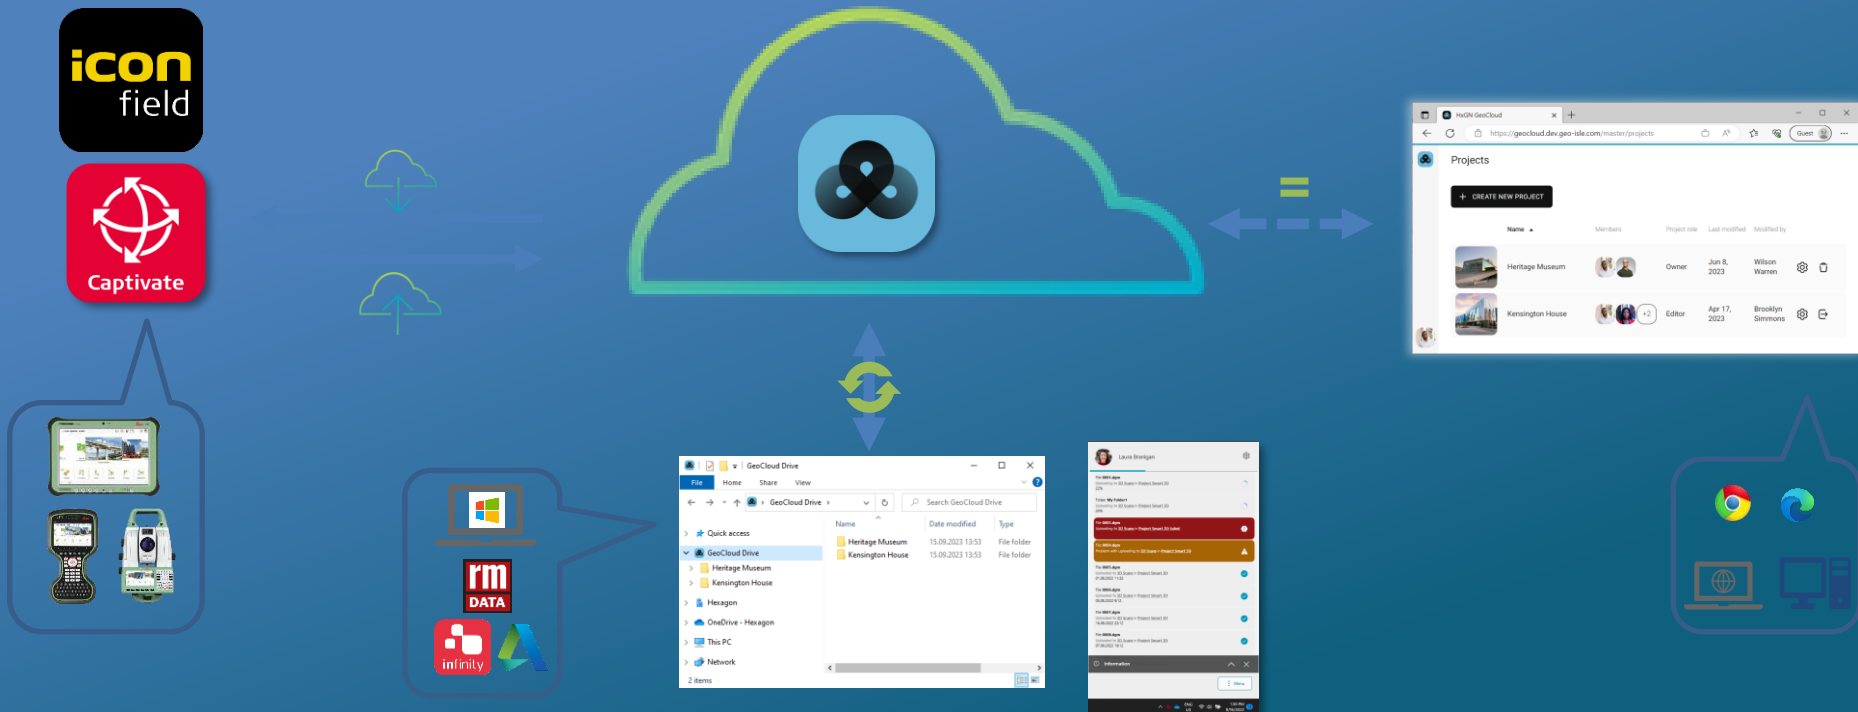 icon
field
Captivate
HxGN GeoCloud
https://geocloud.dev.geo-isle.com/master/projects
Guest
Projects
+ CREATE NEW PROJECT
Name Members Project role Last modified Modified by
Heritage Museum Owner Jun 8, 2023 Wilson Warren
Kensington House +2 Editor Apr 17, 2023 Brooklyn Simmons
rm
DATA
infinity
GeoCloud Drive
File Home Share View
GeoCloud Drive
Search GeoCloud Drive
Name Date modified Type
Quick access
GeoCloud Drive
Heritage Museum
Kensington House
Hexagon
OneDrive - Hexagon
This PC
Network
Heritage Museum 15.09.2023 13:53 File folder
Kensington House 15.09.2023 13:53 File folder
2 items
Laura Branigan
Information
Menu
ENG
US